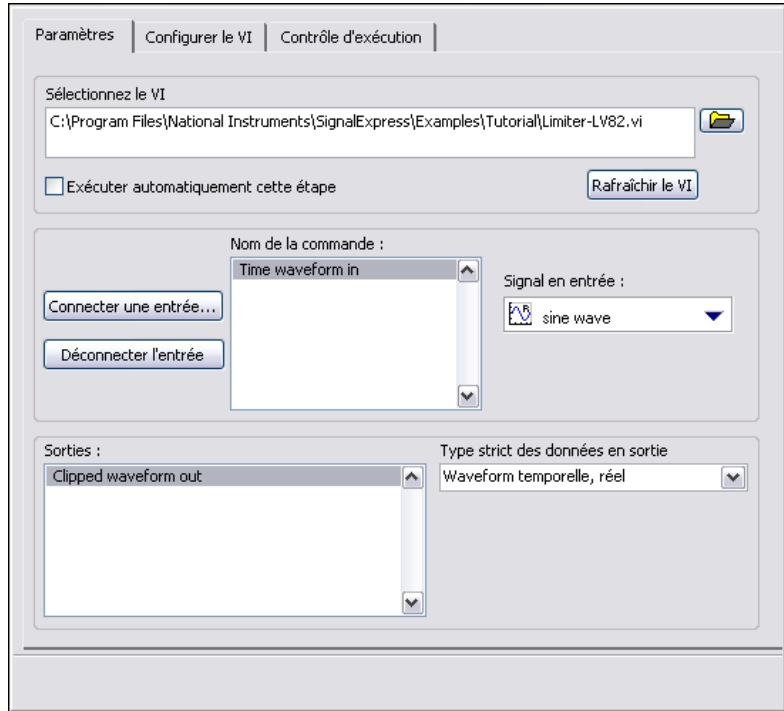 Paramètres
Configurer le VI
Contrôle d'exécution
Sélectionnez le VI
C:\Program Files\National Instruments\SignalExpress\Examples\Tutorial\Limiter-LV82.vi
Exécuter automatiquement cette étape
Rafraîchir le VI
Nom de la commande :
Time waveform in
Connecter une entrée...
Déconnecter l'entrée
Signal en entrée :
sine wave
Sorties :
Clipped waveform out
Type strict des données en sortie
Waveform temporelle, réel